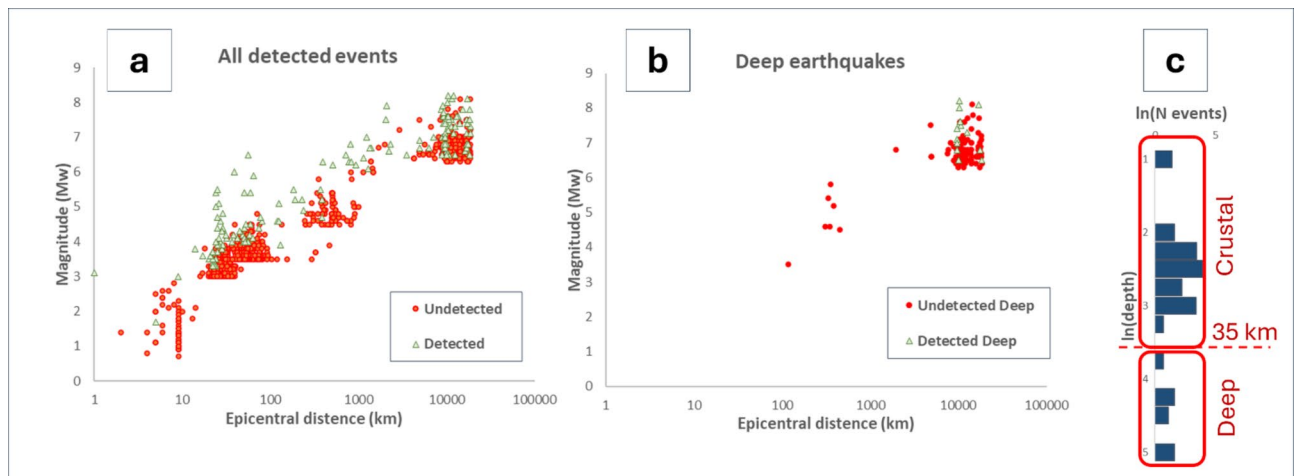 a
All detected events
9
8
7
6
5
4
3
2
1
0
Magnitude (Mw)
Undetected
Detected
1 10 100 1000 10000 100000
Epicentral distence (km)
b
Deep earthquakes
9
8
7
6
5
4
3
2
1
0
Magnitude (Mw)
Undetected Deep
Detected Deep
1 10 100 1000 10000 100000
Epicentral distance (km)
c
ln(N events)
0 5
1
2
3
4
5
ln(depth)
Crustal
35 km
Deep